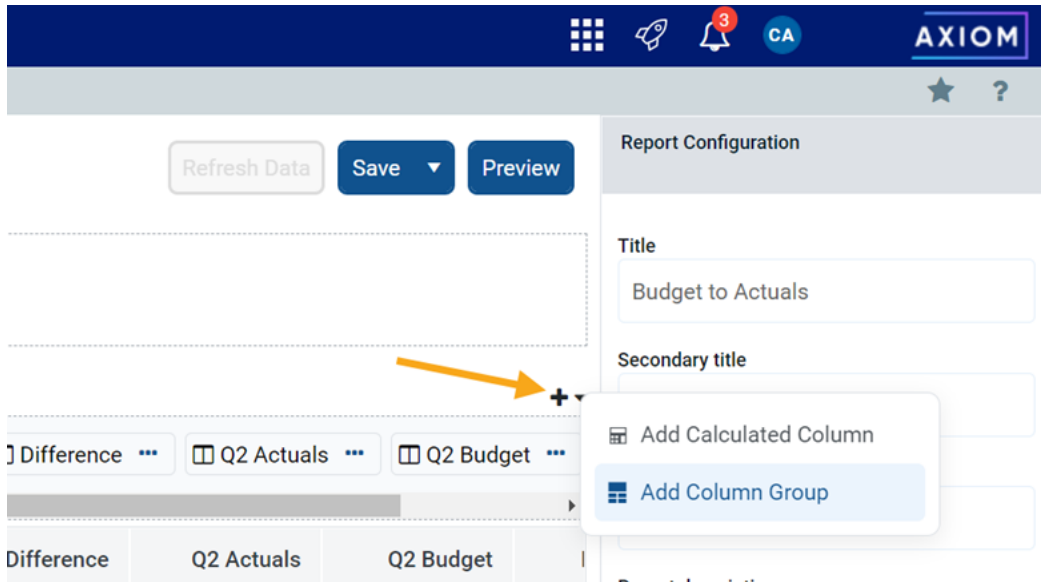 3
CA
AXIOM
?
Refresh Data
Save
Preview
Report Configuration
Title
Budget to Actuals
Secondary title
Add Calculated Column
Add Column Group
Difference
Q2 Actuals
Q2 Budget
Difference
Q2 Actuals
Q2 Budget